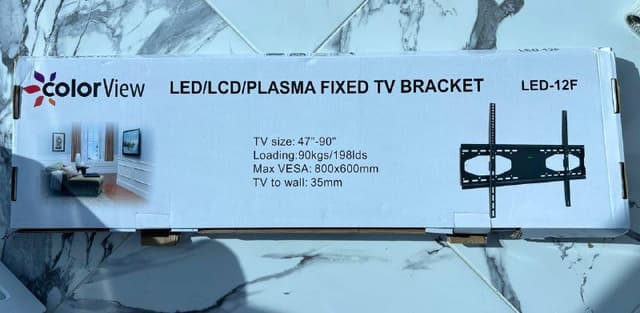 colorView
LED/LCD/PLASMA FIXED TV BRACKET
LED-12F
TV size: 47"-90"
Loading:90kgs/198lds
Max VESA: 800x600mm
TV to wall: 35mm